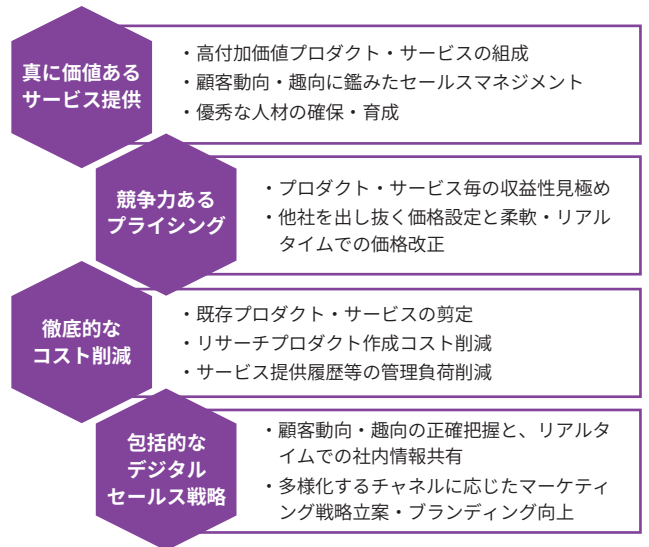 真に価値ある
サービス提供
・高付加価値プロダクト・サービスの組成
・顧客動向・趣向に鑑みたセールスマネジメント
・優秀な人材の確保・育成
競争力ある
プライシング
・プロダクト・サービス毎の収益性見極め
・他社を出し抜く価格設定と柔軟・リアル
タイムでの価格改正
徹底的な
コスト削減
・既存プロダクト・サービスの剪定
・リサーチプロダクト作成コスト削減
・サービス提供履歴等の管理負荷削減
包括的な
デジタル
セールス戦略
・顧客動向・趣向の正確把握と、リアルタ
イムでの社内情報共有
・多様化するチャネルに応じたマーケティ
ング戦略立案・ブランディング向上